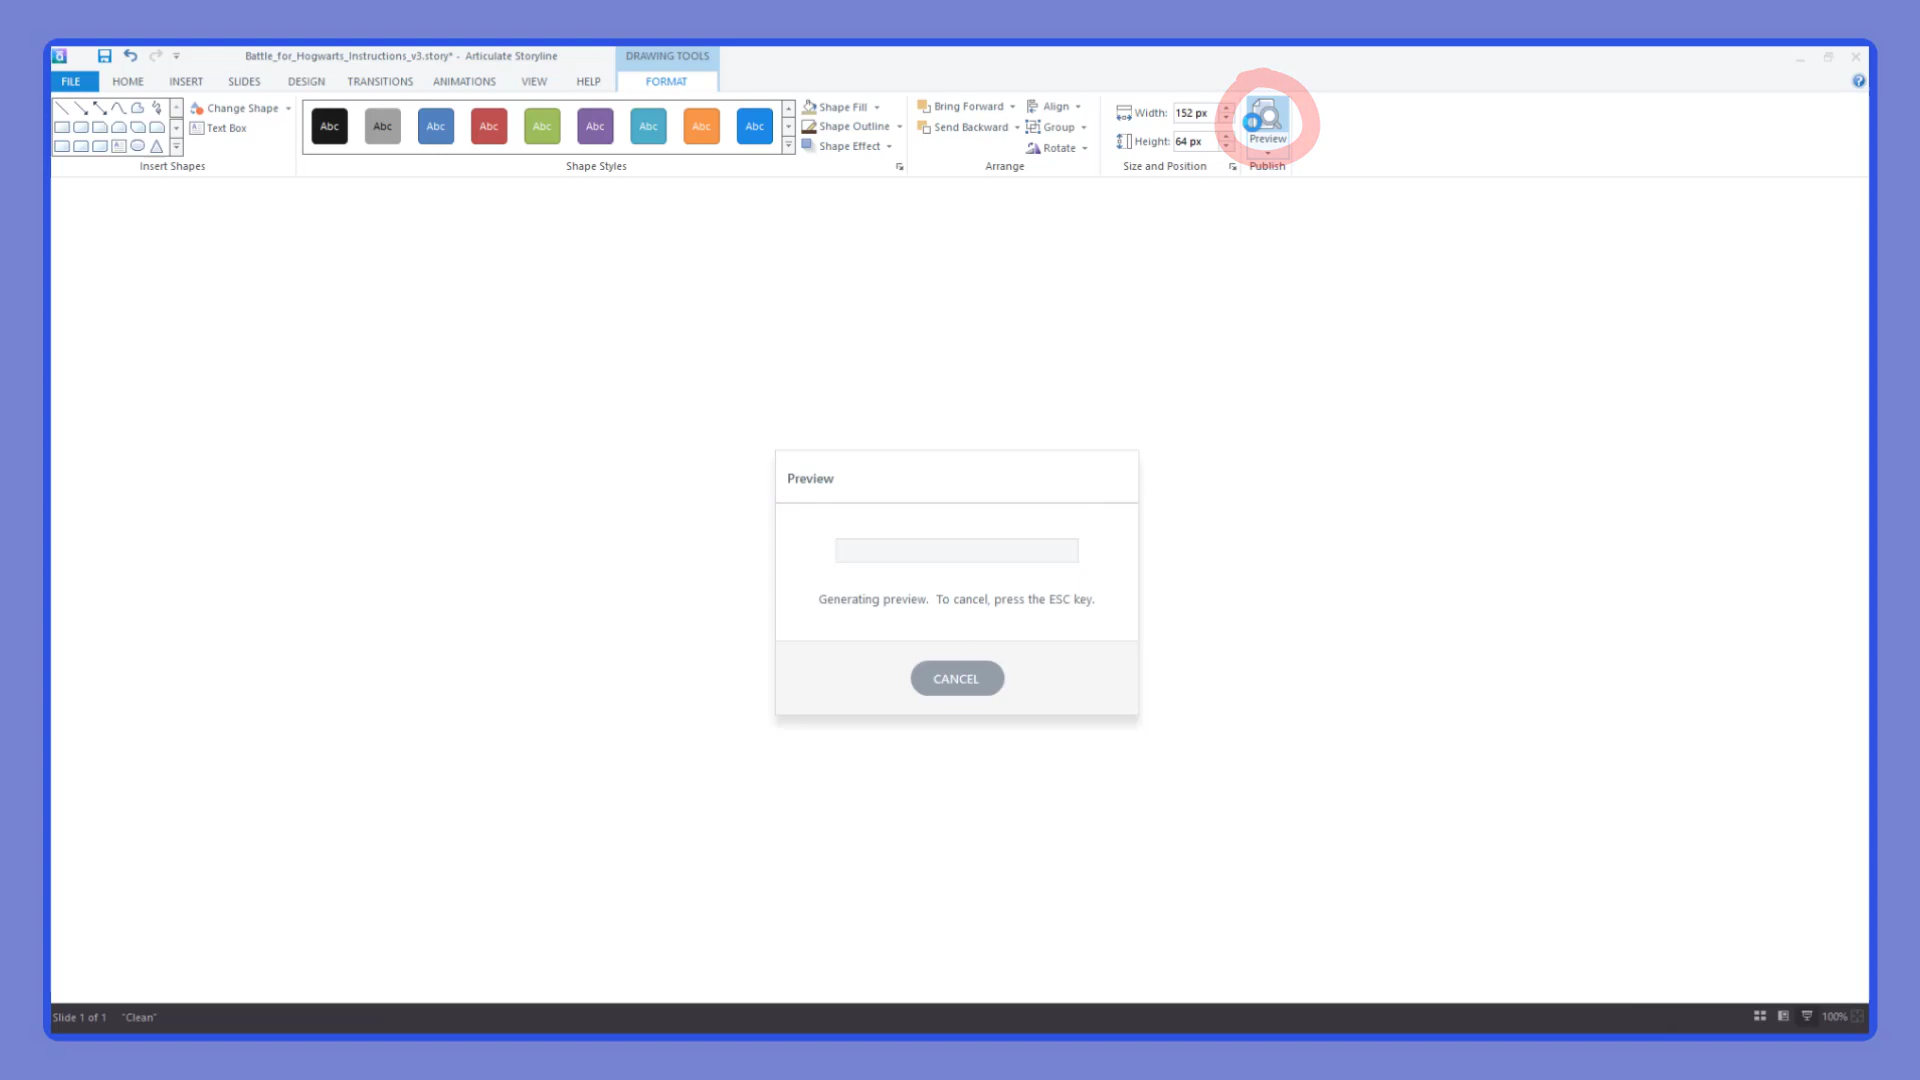 Battle_for_Hogwarts_Instructions_v3.story* - Articulate Storyline
DRAWING TOOLS
FILE HOME INSERT SLIDES DESIGN TRANSITIONS ANIMATIONS VIEW HELP FORMAT
Change Shape
Text Box
Insert Shapes
Abc Abc Abc Abc Abc Abc Abc Abc Abc
Shape Fill
Shape Outline
Shape Effect
Shape Styles
Bring Forward
Send Backward
Align
Group
Rotate
Arrange
Width: 152 px
Height: 64 px
Size and Position
Preview
Publish
Preview
Generating preview. To cancel, press the ESC key.
CANCEL
Slide 1 of 1 "Clean"
100%